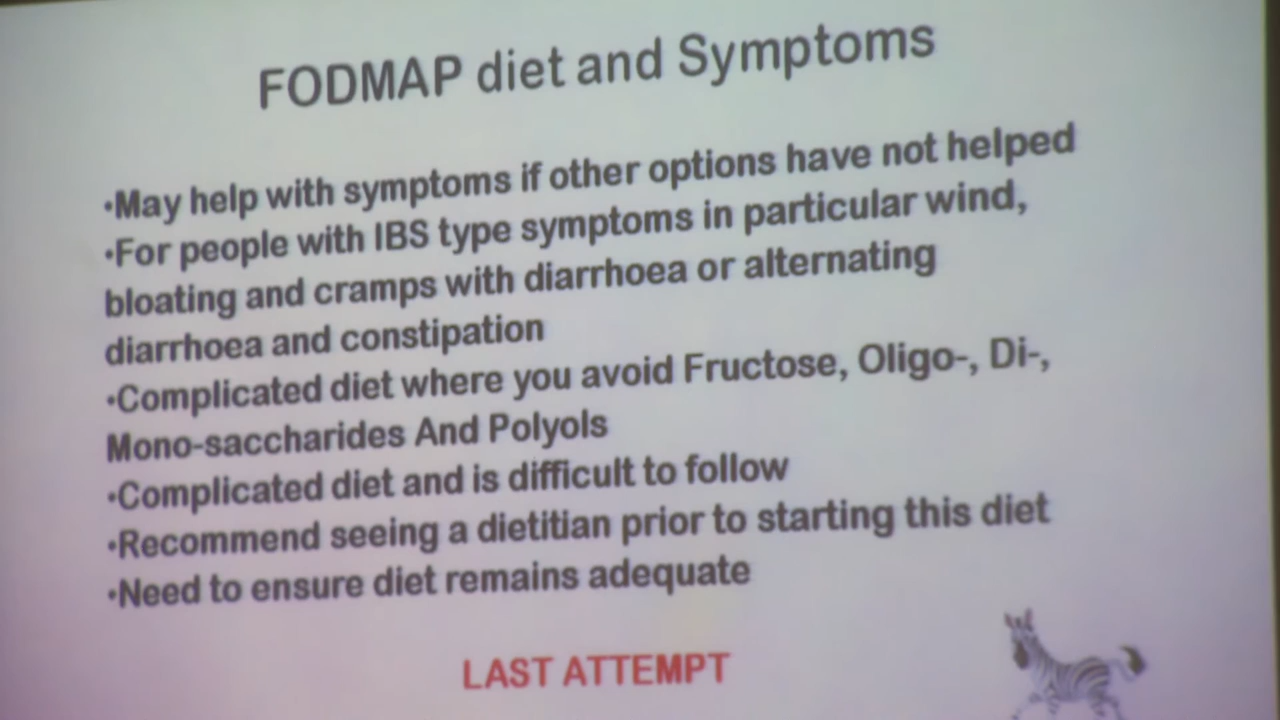 FODMAP diet and Symptoms
•May help with symptoms if other options have not helped
•For people with IBS type symptoms in particular wind,
bloating and cramps with diarrhoea or alternating
diarrhoea and constipation
•Complicated diet where you avoid Fructose, Oligo-, Di-,
Mono-saccharides And Polyols
•Complicated diet and is difficult to follow
•Recommend seeing a dietitian prior to starting this diet
•Need to ensure diet remains adequate
LAST ATTEMPT